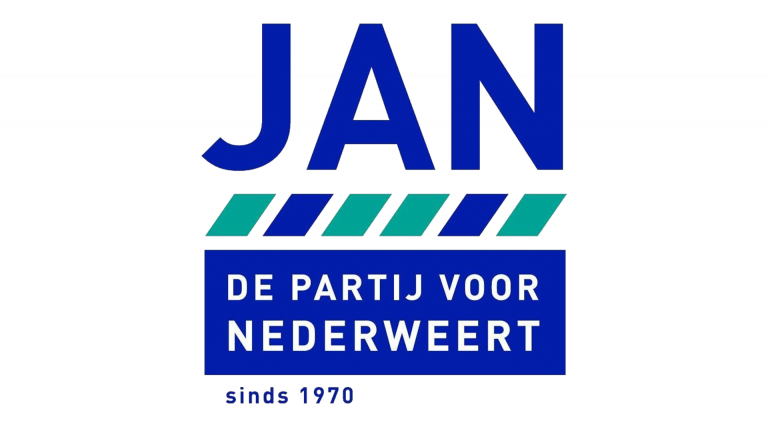 JAN
DE PARTIJ VOOR
NEDERWEERT
sinds 1970